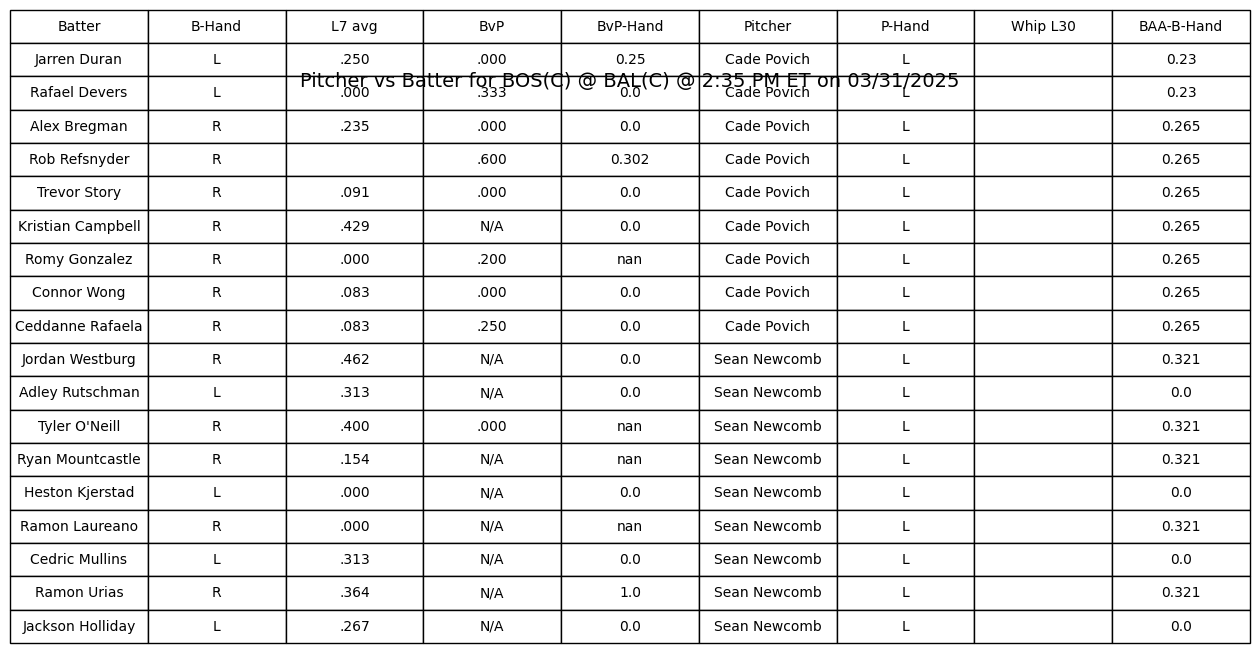 Batter B-Hand L7 avg BvP BvP-Hand Pitcher P-Hand Whip L30 BAA-B-Hand
Jarren Duran L .250 .000 0.25 Cade Povich L 0.23
Pitcher vs Batter for BOS(C) @ BAL(C) @ 2:35 PM ET on 03/31/2025
Rafael Devers L .000 .333 0.0 Cade Povich L 0.23
Alex Bregman R .235 .000 0.0 Cade Povich L 0.265
Rob Refsnyder R .600 0.302 Cade Povich L 0.265
Trevor Story R .091 .000 0.0 Cade Povich L 0.265
Kristian Campbell R .429 N/A 0.0 Cade Povich L 0.265
Romy Gonzalez R .000 .200 nan Cade Povich L 0.265
Connor Wong R .083 .000 0.0 Cade Povich L 0.265
Ceddanne Rafaela R .083 .250 0.0 Cade Povich L 0.265
Jordan Westburg R .462 N/A 0.0 Sean Newcomb L 0.321
Adley Rutschman L .313 N/A 0.0 Sean Newcomb L 0.0
Tyler O'Neill R .400 .000 nan Sean Newcomb L 0.321
Ryan Mountcastle R .154 N/A nan Sean Newcomb L 0.321
Heston Kjerstad L .000 N/A 0.0 Sean Newcomb L 0.0
Ramon Laureano R .000 N/A nan Sean Newcomb L 0.321
Cedric Mullins L .313 N/A 0.0 Sean Newcomb L 0.0
Ramon Urias R .364 N/A 1.0 Sean Newcomb L 0.321
Jackson Holliday L .267 N/A 0.0 Sean Newcomb L 0.0